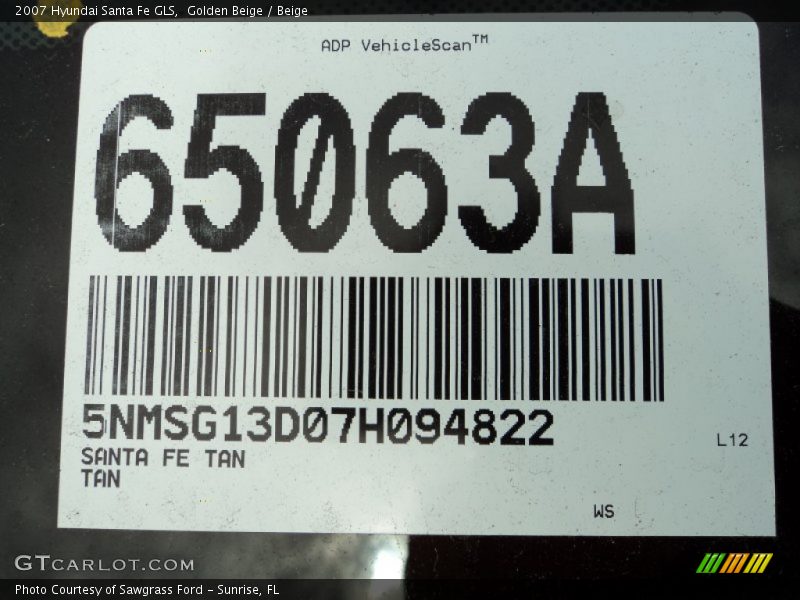 2007 Hyundai Santa Fe GLS, Golden Beige / Beige
ADP VehicleScan™
65063A
5NMSG13D07H094822
L12
SANTA FE TAN
TAN
WS
GTCARLOT.COM
Photo Courtesy of Sawgrass Ford - Sunrise, FL